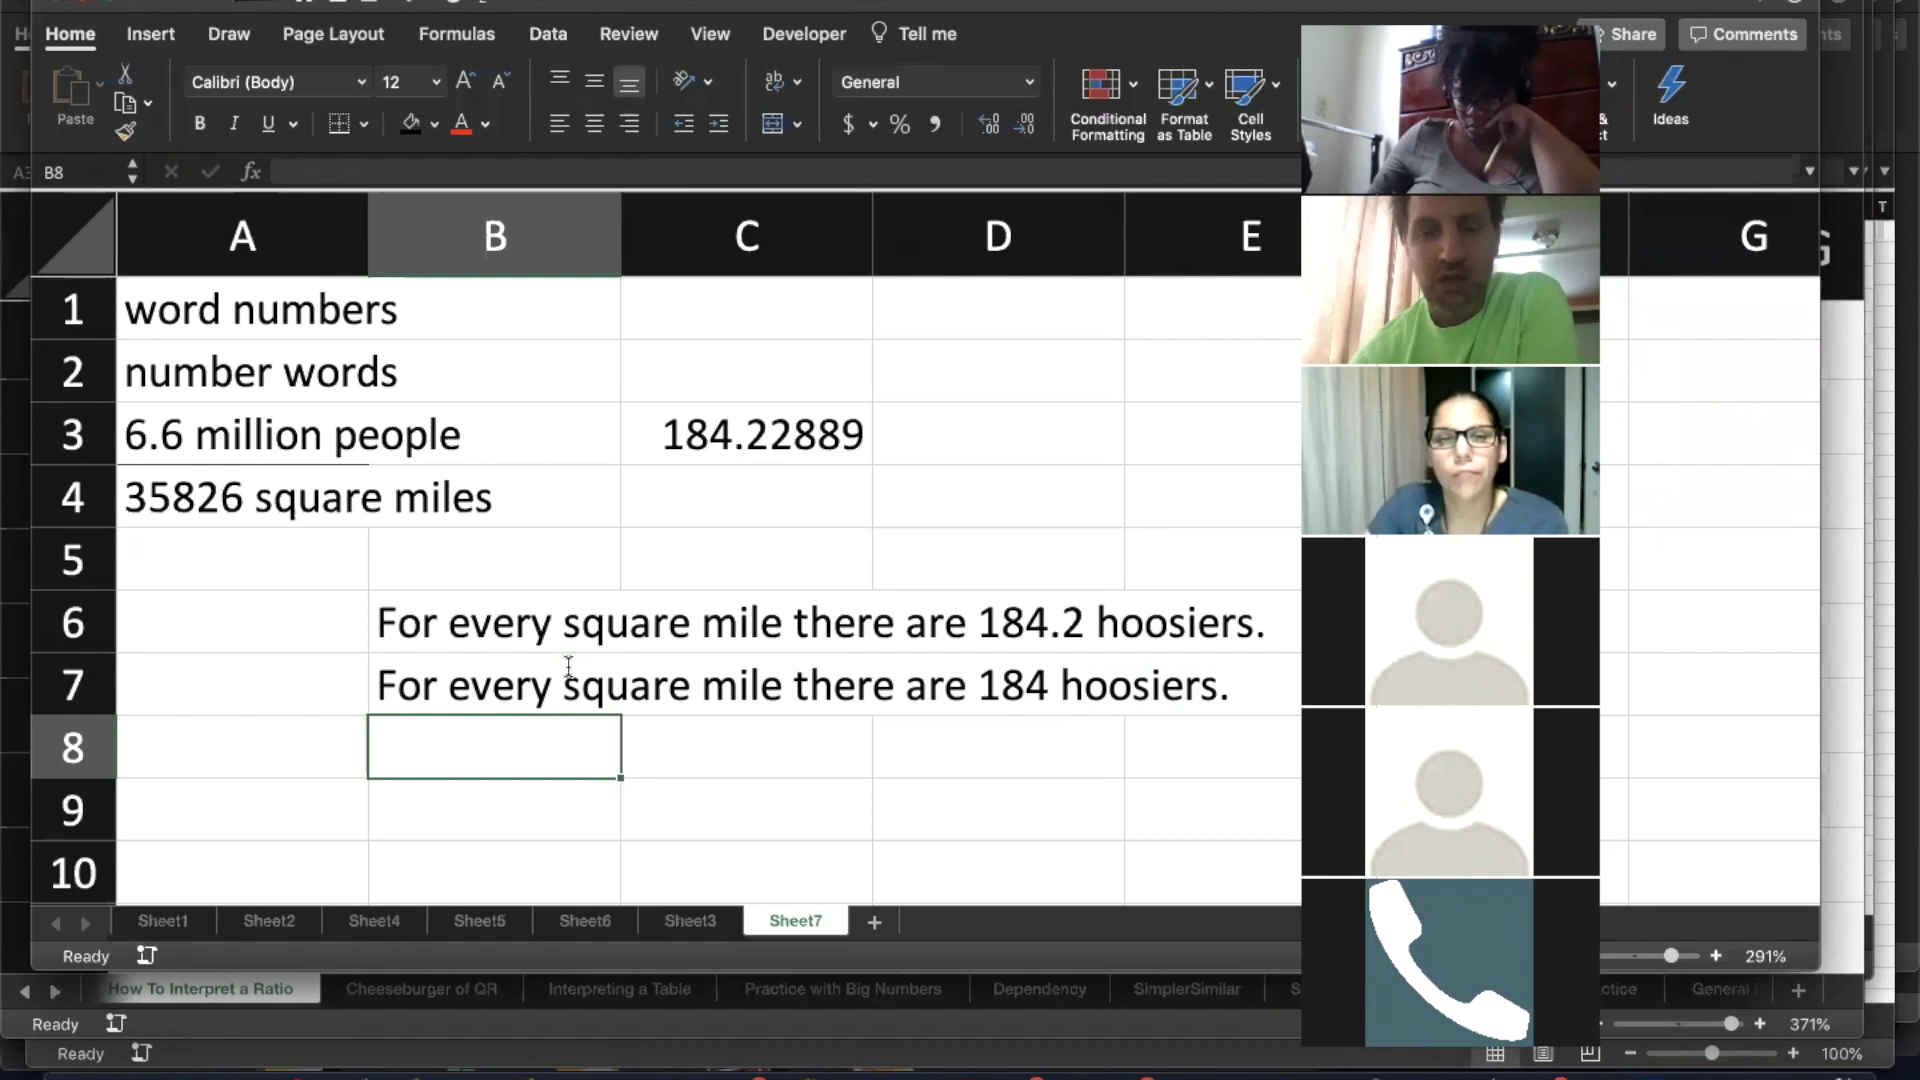 Home
Insert
Draw
Page Layout
Formulas
Data
Review
View
Developer
Tell me
Share
Comments
Paste
Calibri (Body)
12
B
I
U
A
General
$
%
Conditional Formatting
Format as Table
Cell Styles
Ideas
B8
fx
A
B
C
D
E
G
1
word numbers
2
number words
3
6.6 million people
184.22889
4
35826 square miles
5
6
For every square mile there are 184.2 hoosiers.
7
For every square mile there are 184 hoosiers.
8
9
10
Sheet1
Sheet2
Sheet4
Sheet5
Sheet6
Sheet3
Sheet7
Ready
291%
How To Interpret a Ratio
Cheeseburger of QR
Interpreting a Table
Practice with Big Numbers
Dependency
SimplerSimilar
General
Ready
371%
Ready
100%